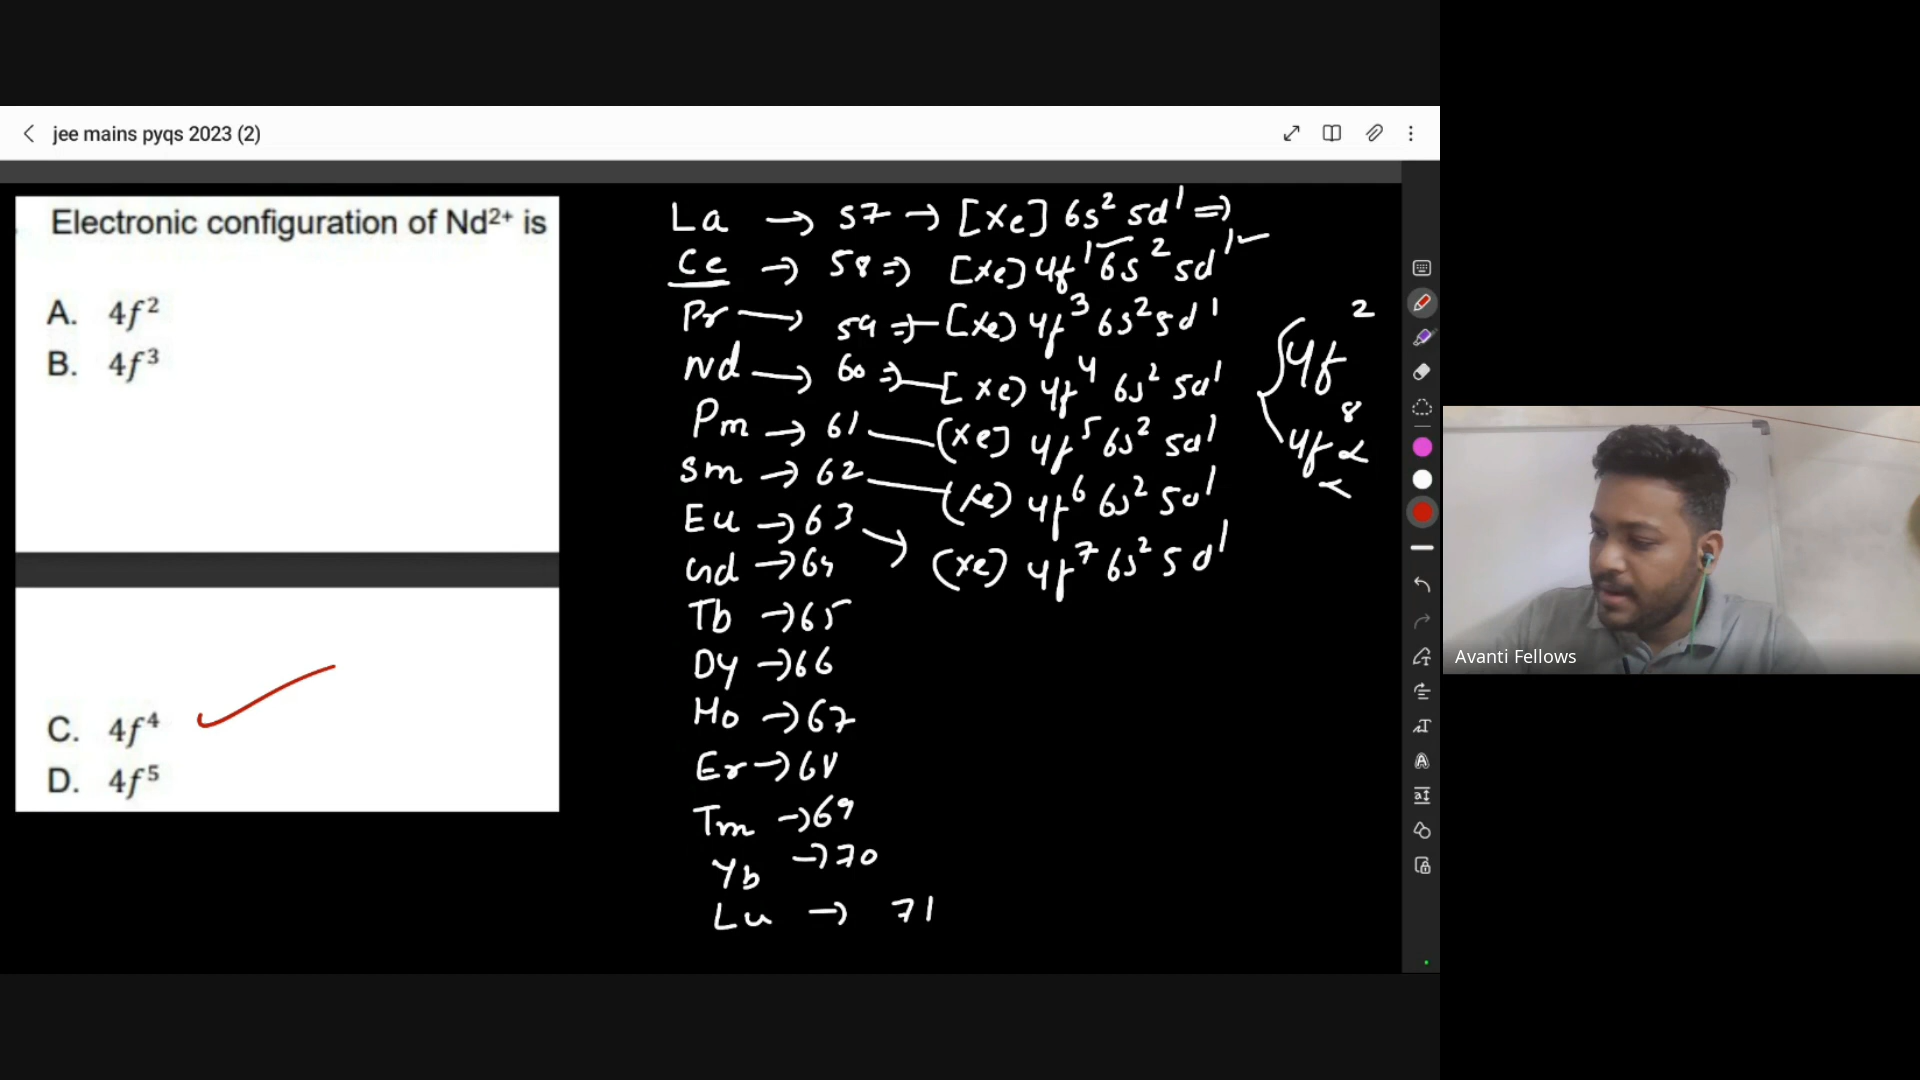 jee mains pyqs 2023 (2)
Electronic configuration of Nd²⁺ is
A. 4f²
B. 4f³
C. 4f⁴
D. 4f⁵
La → 57 → [Xe] 6s² 5d¹ ⇒
Ce → 58 ⇒ [Xe] 4f¹ 6s² 5d¹
Pr → 59 ⇒ [Xe) 4f³ 6s² 5d¹
Nd → 60 ⇒ [Xe) 4f⁴ 6s² 5d¹
Pm → 61 (Xe] 4f⁵ 6s² 5d¹
Sm → 62 (Xe) 4f⁶ 6s² 5d¹
Eu → 63 → (Xe) 4f⁷ 6s² 5d¹
Gd → 64
Tb → 65
Dy → 66
Ho → 67
Er → 68
Tm → 69
Yb → 70
Lu → 71
4f²
4f⁸
Avanti Fellows